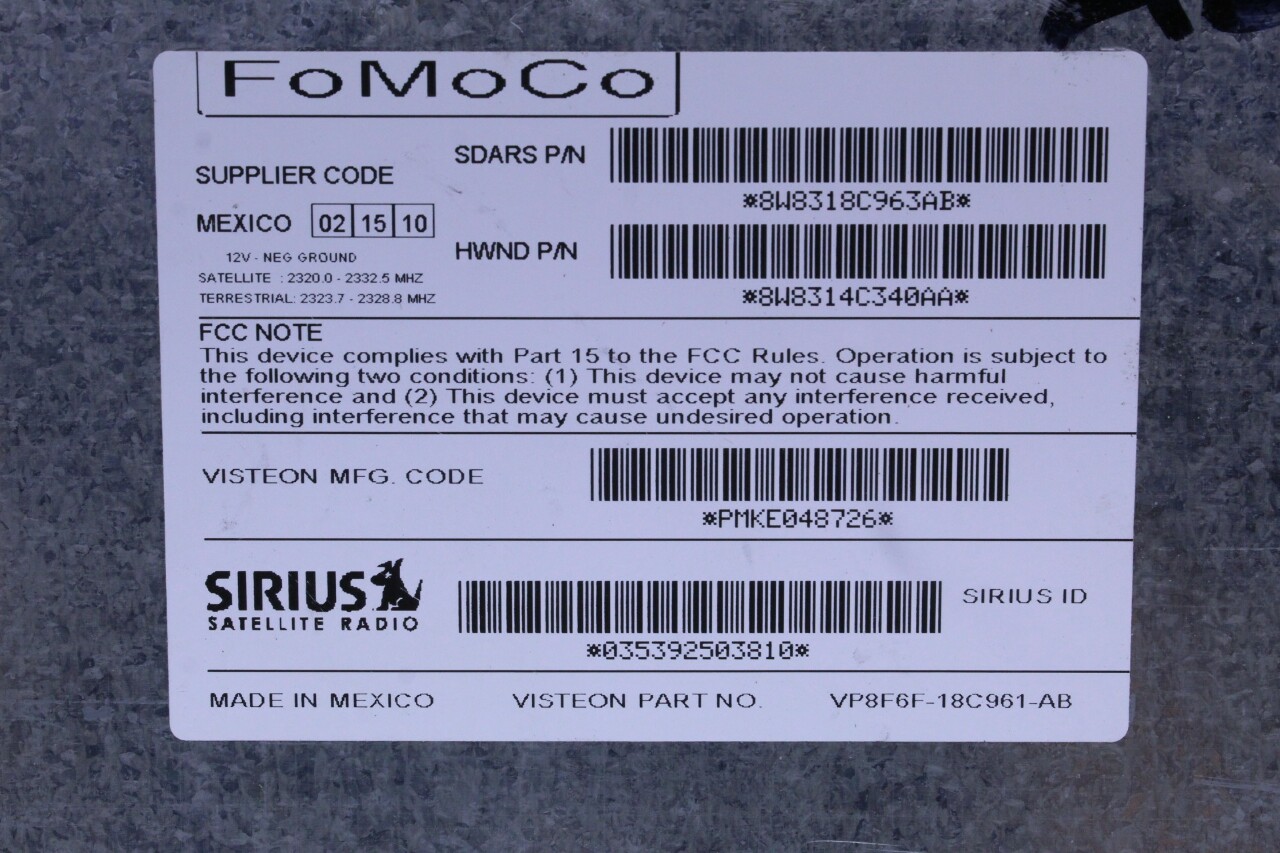 FoMoCo
SDARS P/N
SUPPLIER CODE
*8W8318C963AB*
MEXICO 02 15 10
HWND P/N
12V - NEG GROUND
SATELLITE : 2320.0 - 2332.5 MHZ
TERRESTRIAL: 2323.7 - 2328.8 MHZ
*8W8314C340AA*
FCC NOTE
This device complies with Part 15 to the FCC Rules. Operation is subject to
the following two conditions: (1) This device may not cause harmful
interference and (2) This device must accept any interference received,
including interference that may cause undesired operation.
VISTEON MFG. CODE
*PMKE048726*
SIRIUS
SATELLITE RADIO
SIRIUS ID
*035392503810*
MADE IN MEXICO VISTEON PART NO. VP8F6F-18C961-AB